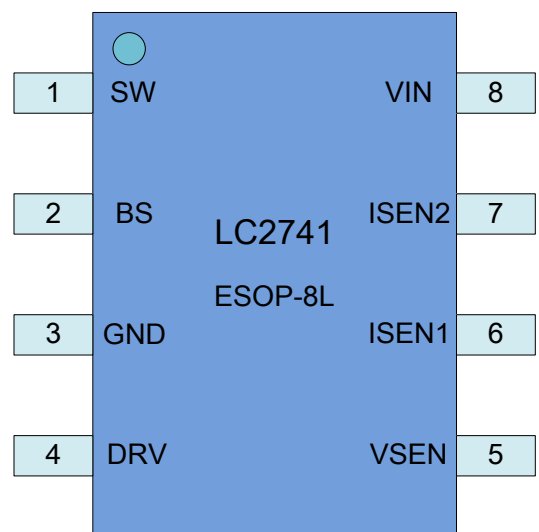 1 SW VIN 8
2 BS ISEN2 7
LC2741
ESOP-8L
3 GND ISEN1 6
4 DRV VSEN 5